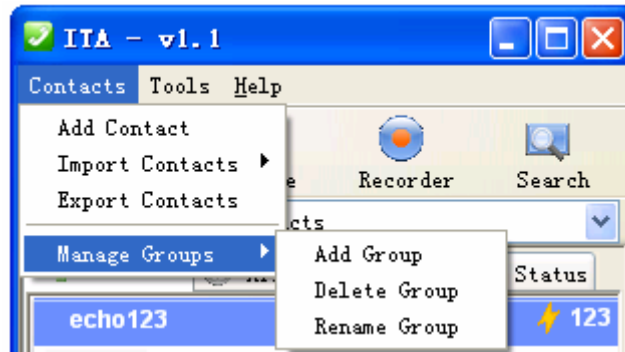 ITA - v1.1
Contacts Tools Help
Add Contact
Import Contacts
Export Contacts
Manage Groups
Recorder Search
Add Group
Delete Group
Rename Group
Status
echo123 123